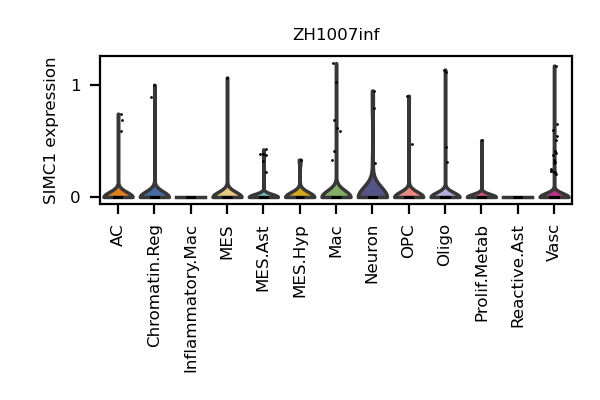 ZH1007inf
SIMC1 expression
1
0
AC
Chromatin.Reg
Inflammatory.Mac
MES
MES.Ast
MES.Hyp
Mac
Neuron
OPC
Oligo
Prolif.Metab
Reactive.Ast
Vasc